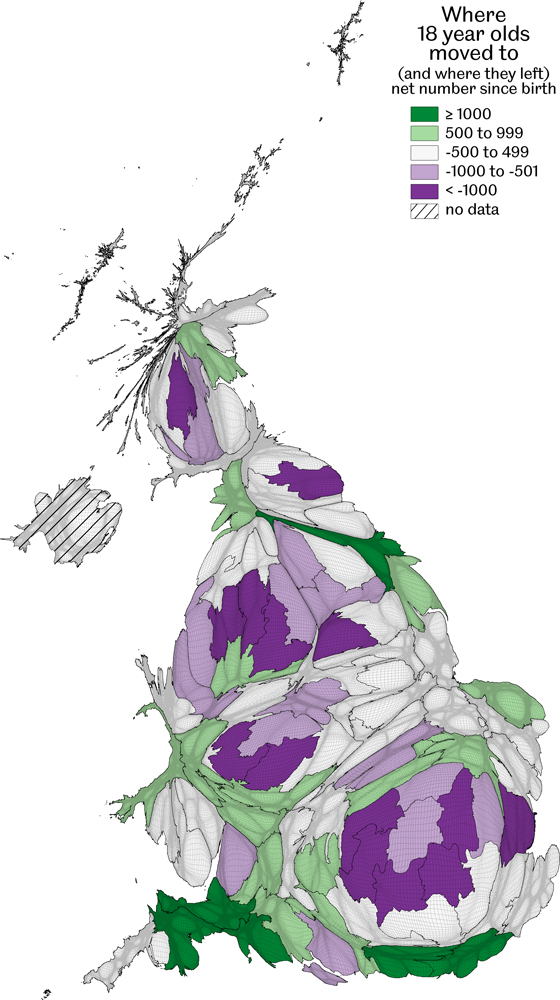 Where
18 year olds
moved to
(and where they left)
net number since birth
≥ 1000
500 to 999
-500 to 499
-1000 to -501
< -1000
no data